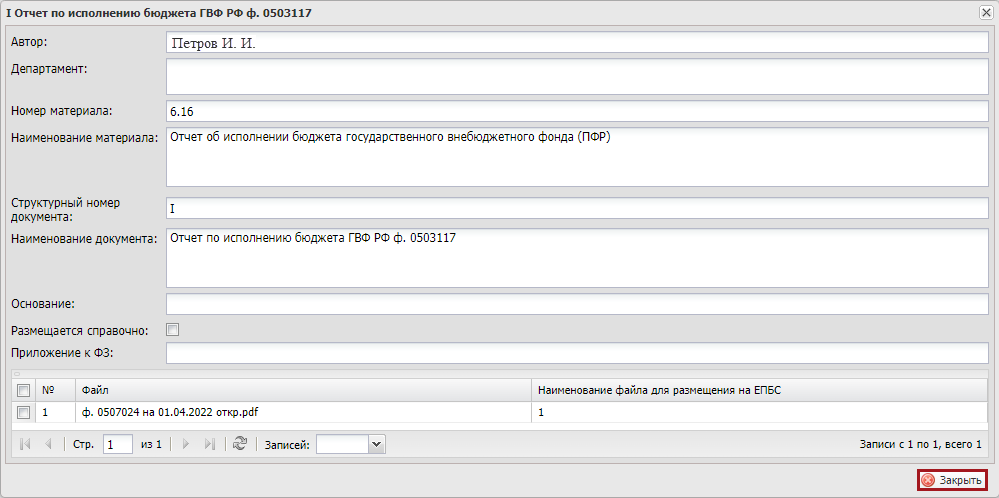 I Отчет по исполнению бюджета ГВФ РФ ф. 0503117
Автор: Петров И. И.
Департамент:
Номер материала: 6.16
Наименование материала: Отчет об исполнении бюджета государственного внебюджетного фонда (ПФР)
Структурный номер
документа: I
Наименование документа: Отчет по исполнению бюджета ГВФ РФ ф. 0503117
Основание:
Размещается справочно:
Приложение к ФЗ:
№ Файл Наименование файла для размещения на ЕПБС
1 ф. 0507024 на 01.04.2022 откр.pdf 1
Стр. 1 из 1 Записей: Записи с 1 по 1, всего 1
Закрыть